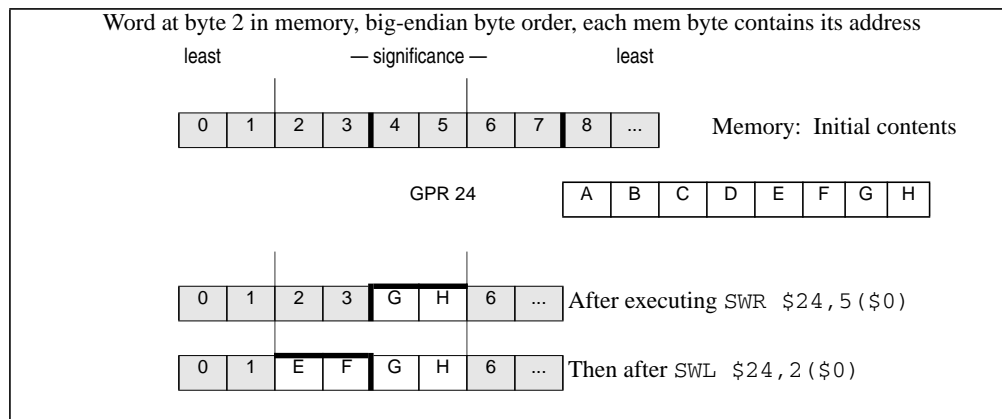 Word at byte 2 in memory, big-endian byte order, each mem byte contains its address
least — significance — least
0 1 2 3 4 5 6 7 8 ... Memory: Initial contents
GPR 24 A B C D E F G H
0 1 2 3 G H 6 ... After executing SWR $24,5($0)
0 1 E F G H 6 ... Then after SWL $24,2($0)